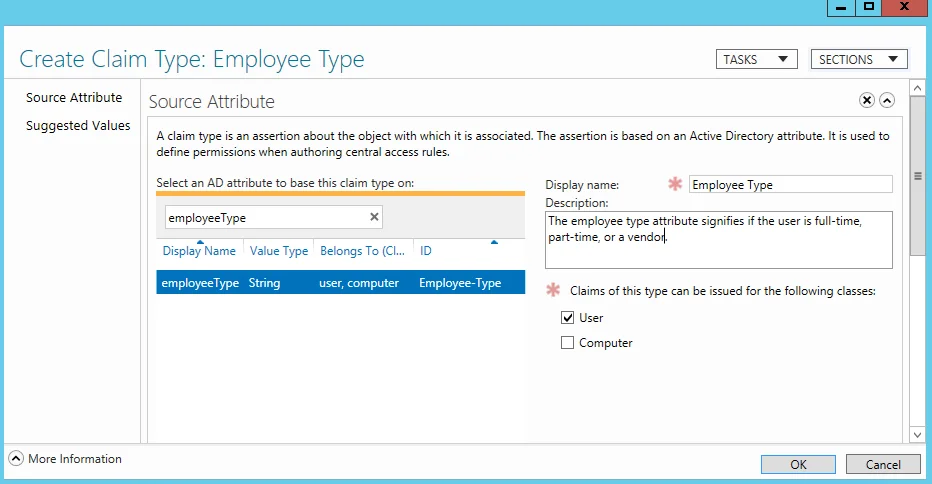 Create Claim Type: Employee Type
TASKS
SECTIONS
Source Attribute
Suggested Values
Source Attribute
A claim type is an assertion about the object with which it is associated. The assertion is based on an Active Directory attribute. It is used to
define permissions when authoring central access rules.
Select an AD attribute to base this claim type on:
employeeType
Display Name Value Type Belongs To (Cl... ID
employeeType String user, computer Employee-Type
Display name: Employee Type
Description:
The employee type attribute signifies if the user is full-time,
part-time, or a vendor.
Claims of this type can be issued for the following classes:
User
Computer
More Information
OK
Cancel